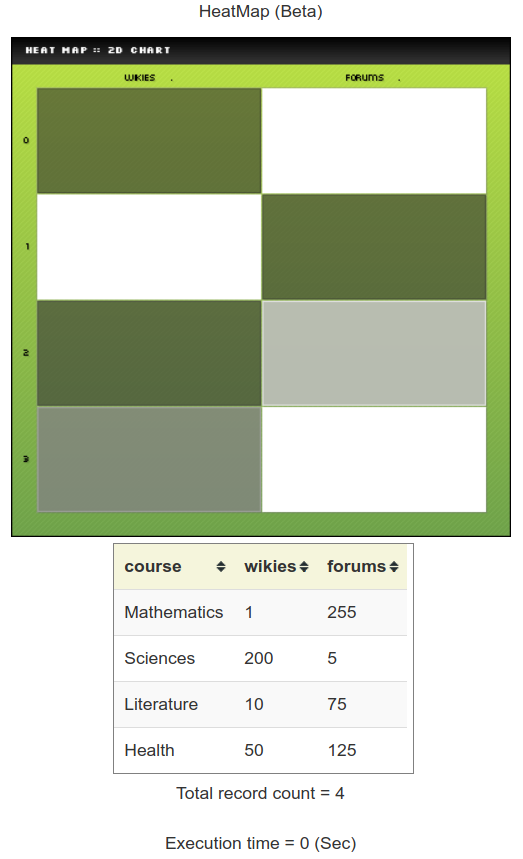 HeatMap (Beta)
HEAT MAP :: 2D CHART
WIKIES . FORUMS .
0
1
2
3
course wikies forums
Mathematics 1 255
Sciences 200 5
Literature 10 75
Health 50 125
Total record count = 4
Execution time = 0 (Sec)